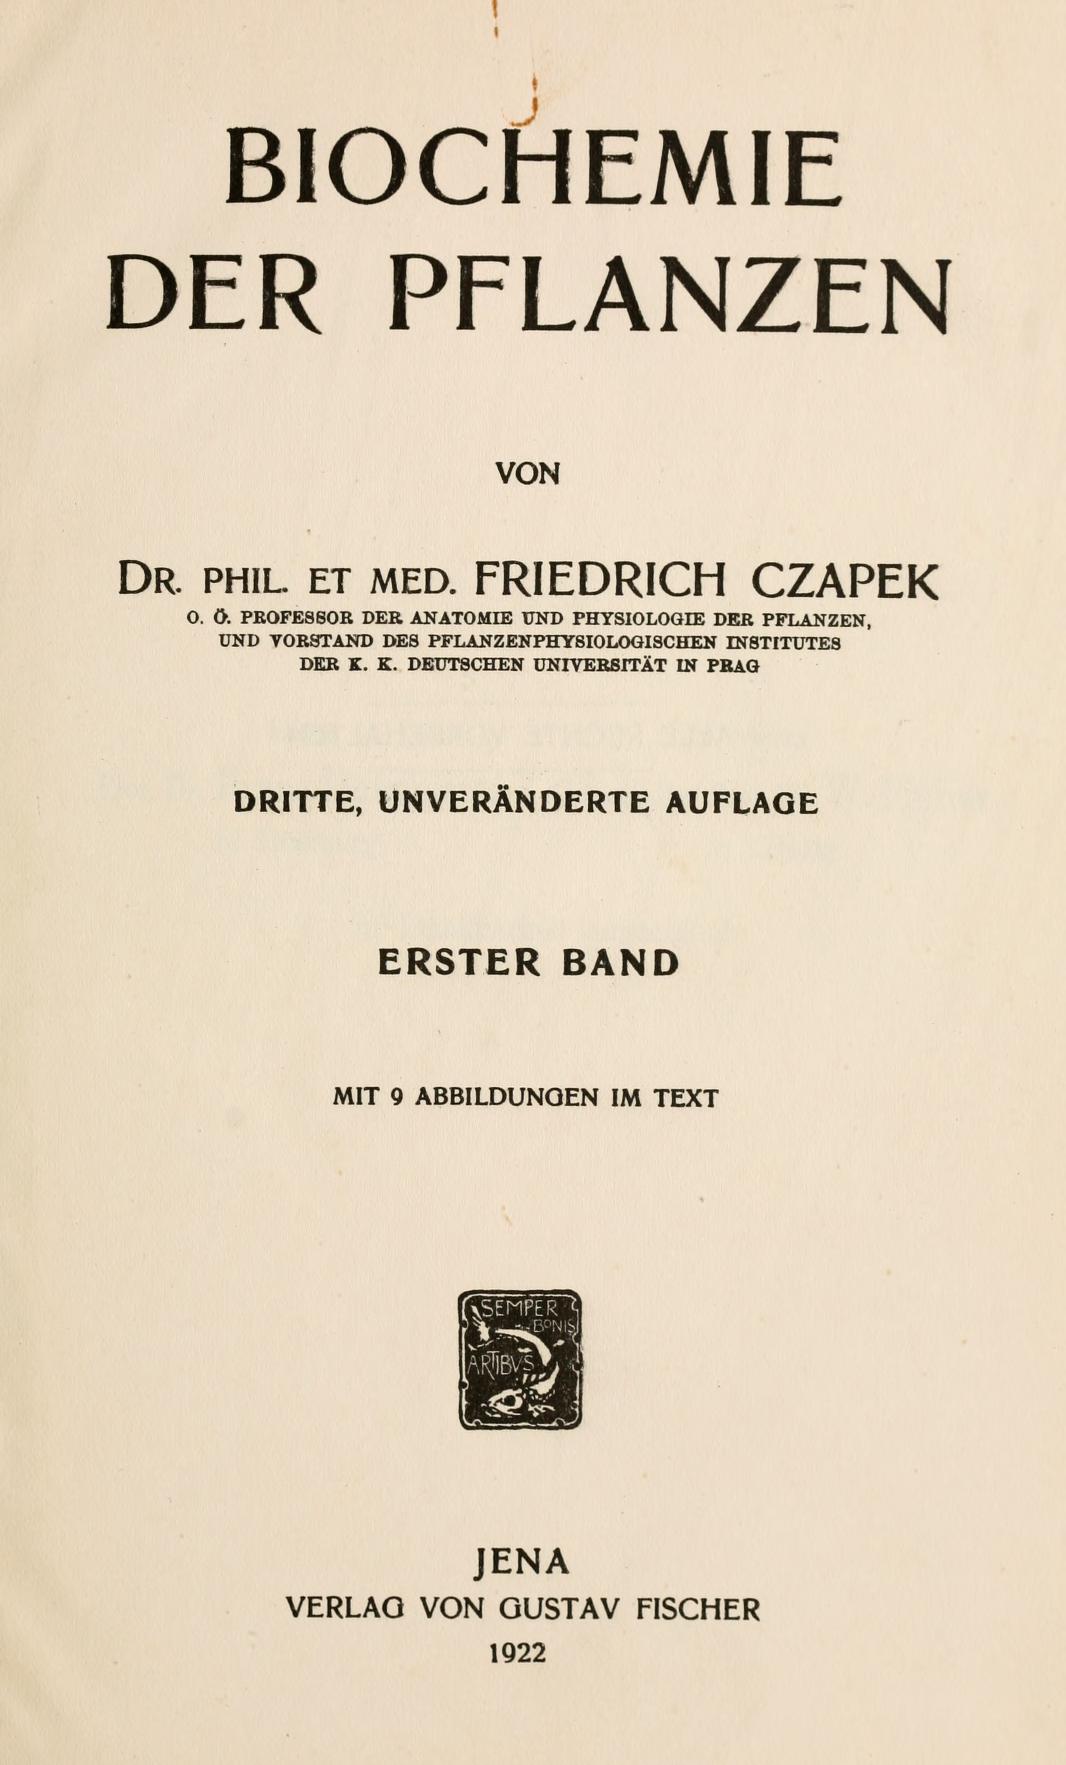 BIOCHEMIE
DER PFLANZEN
VON
DR. PHIL. ET MED. FRIEDRICH CZAPEK
O. Ö. PROFESSOR DER ANATOMIE UND PHYSIOLOGIE DER PFLANZEN,
UND VORSTAND DES PFLANZENPHYSIOLOGISCHEN INSTITUTES
DER K. K. DEUTSCHEN UNIVERSITÄT IN PRAG
DRITTE, UNVERÄNDERTE AUFLAGE
ERSTER BAND
MIT 9 ABBILDUNGEN IM TEXT
SEMPER
BONIS
ARTIBVS
JENA
VERLAG VON GUSTAV FISCHER
1922